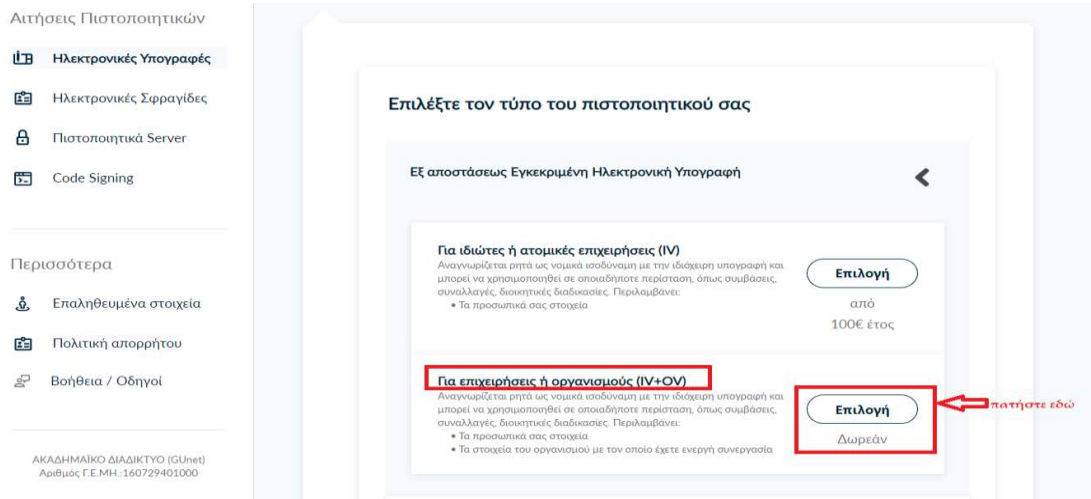 Αιτήσεις Πιστοποιητικών
Ηλεκτρονικές Υπογραφές
Ηλεκτρονικές Σφραγίδες
Πιστοποιητικά Server
Code Signing
Περισσότερα
Επαληθευμένα στοιχεία
Πολιτική απορρήτου
Βοήθεια / Οδηγοί
ΑΚΑΔΗΜΑΪΚΟ ΔΙΑΔΙΚΤΥΟ (GUnet)
Αριθμός Γ.Ε.ΜΗ.:160729401000
Επιλέξτε τον τύπο του πιστοποιητικού σας
Εξ αποστάσεως Εγκεκριμένη Ηλεκτρονική Υπογραφή
Για ιδιώτες ή ατομικές επιχειρήσεις (IV)
Αναγνωρίζεται ρητά ως νομικά ισοδύναμη με την ιδιόχειρη υπογραφή και
μπορεί να χρησιμοποιηθεί σε οποιαδήποτε περίσταση, όπως συμβάσεις,
συναλλαγές, διοικητικές διαδικασίες. Περιλαμβάνει:
• Τα προσωπικά σας στοιχεία
Επιλογή
από
100€ έτος
Για επιχειρήσεις ή οργανισμούς (IV+OV)
Αναγνωρίζεται ρητά ως νομικά ισοδύναμη με την ιδιόχειρη υπογραφή και
μπορεί να χρησιμοποιηθεί σε οποιαδήποτε περίσταση, όπως συμβάσεις,
συναλλαγές, διοικητικές διαδικασίες. Περιλαμβάνει:
• Τα προσωπικά σας στοιχεία
• Τα στοιχεία του οργανισμού με τον οποίο έχετε ενεργή συνεργασία
Επιλογή
Δωρεάν
πατήστε εδώ